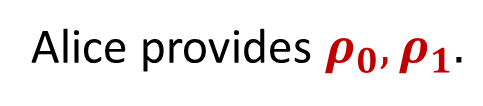 Alice provides ρ₀, ρ₁.